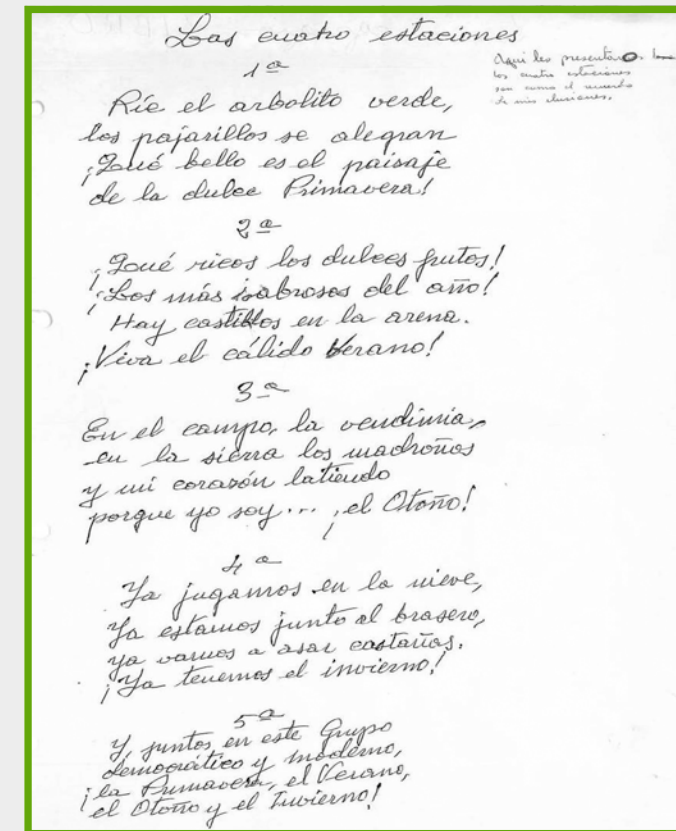 Las cuatro estaciones
Aquí les presentamos
los cuatro estaciones
son como el recuerdo
de mis ilusiones.
1ª
Ríe el arbolito verde,
los pajarillos se alegran
¡Qué bello es el paisaje
de la dulce Primavera!
2ª
¡Qué ricos los dulces frutos!
¡Los más sabrosos del año!
Hay castillos en la arena.
¡Viva el cálido Verano!
3ª
En el campo, la vendimia,
en la sierra los madroños
y mi corazón latiendo
porque yo soy... ¡el Otoño!
4ª
Ya jugamos en la nieve,
Ya estamos junto al brasero,
ya vamos a asar castañas.
¡Ya tenemos el invierno!
5ª
Y, juntos, en este Grupo
democrático y moderno,
¡la Primavera, el Verano,
el Otoño y el Invierno!